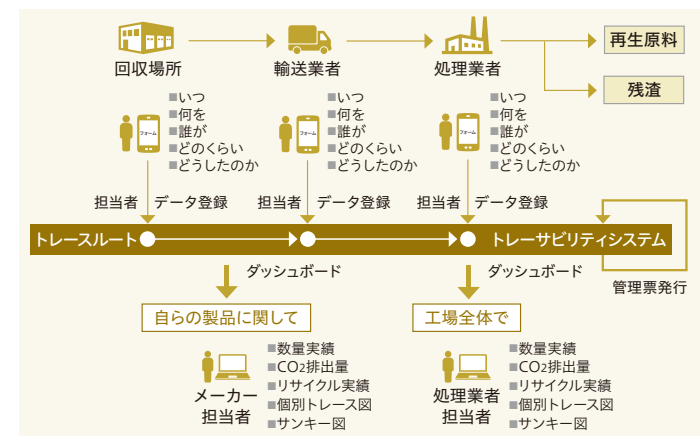 回収場所
輸送業者
処理業者
再生原料
残渣
フォーム
■いつ
■何を
■誰が
■どのくらい
■どうしたのか
フォーム
■いつ
■何を
■誰が
■どのくらい
■どうしたのか
フォーム
■いつ
■何を
■誰が
■どのくらい
■どうしたのか
担当者 データ登録
担当者 データ登録
担当者 データ登録
トレースルート
トレーサビリティシステム
管理票発行
ダッシュボード
自らの製品に関して
メーカー
担当者
■数量実績
■CO2排出量
■リサイクル実績
■個別トレース図
■サンキー図
ダッシュボード
工場全体で
処理業者
担当者
■数量実績
■CO2排出量
■リサイクル実績
■個別トレース図
■サンキー図